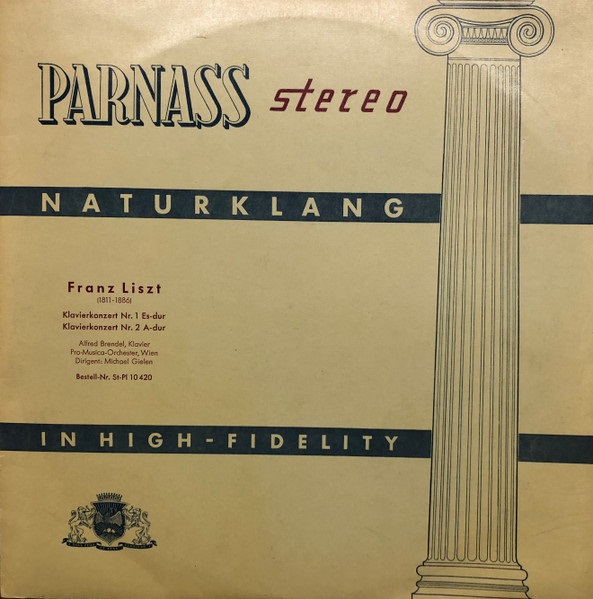 PARNASS stereo
NATURKLANG
Franz Liszt
(1811-1886)
Klavierkonzert Nr. 1 Es-dur
Klavierkonzert Nr. 2 A-dur
Alfred Brendel, Klavier
Pro-Musica-Orchester, Wien
Dirigent: Michael Gielen
Bestell-Nr. St-Pl 10 420
IN HIGH-FIDELITY